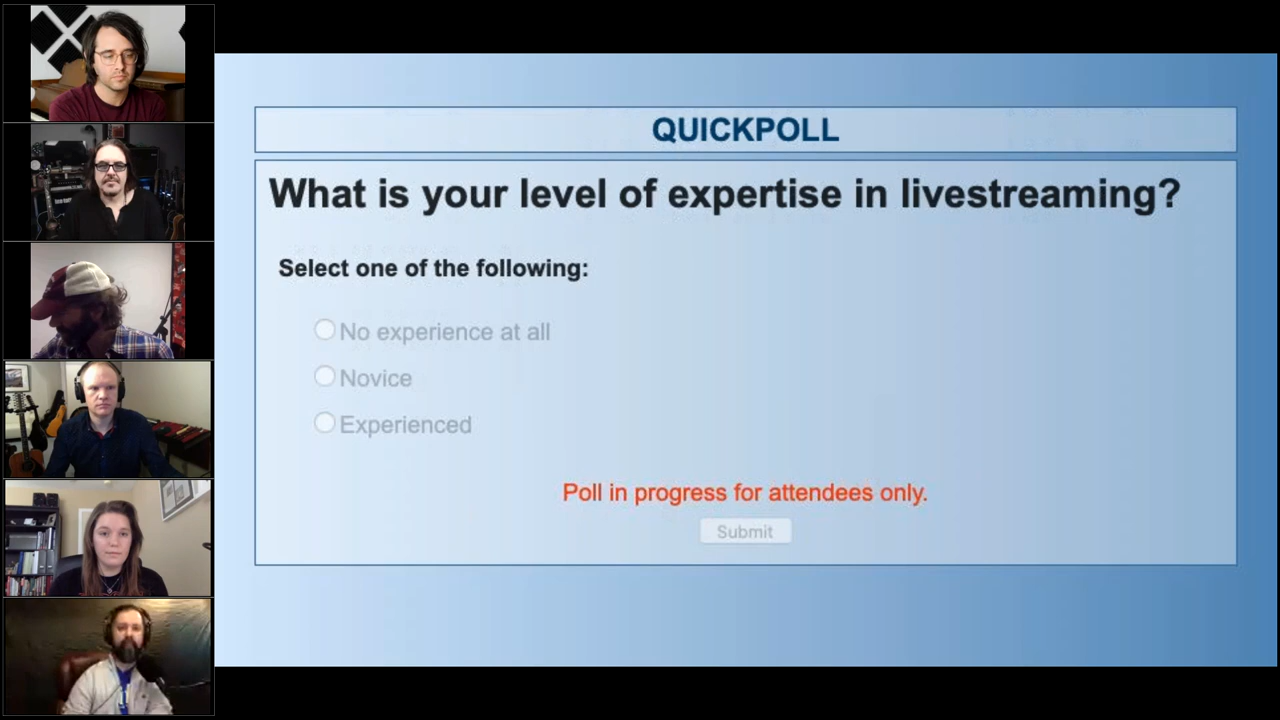 QUICKPOLL
What is your level of expertise in livestreaming?
Select one of the following:
No experience at all
Novice
Experienced
Poll in progress for attendees only.
Submit